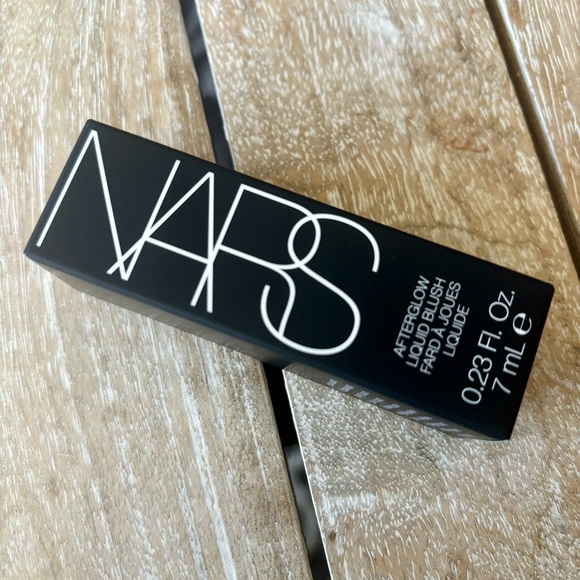 NARS
AFTERGLOW
LIQUID BLUSH
FARD À JOUES
LIQUIDE
0.23 Fl. Oz.
7 mL ℮